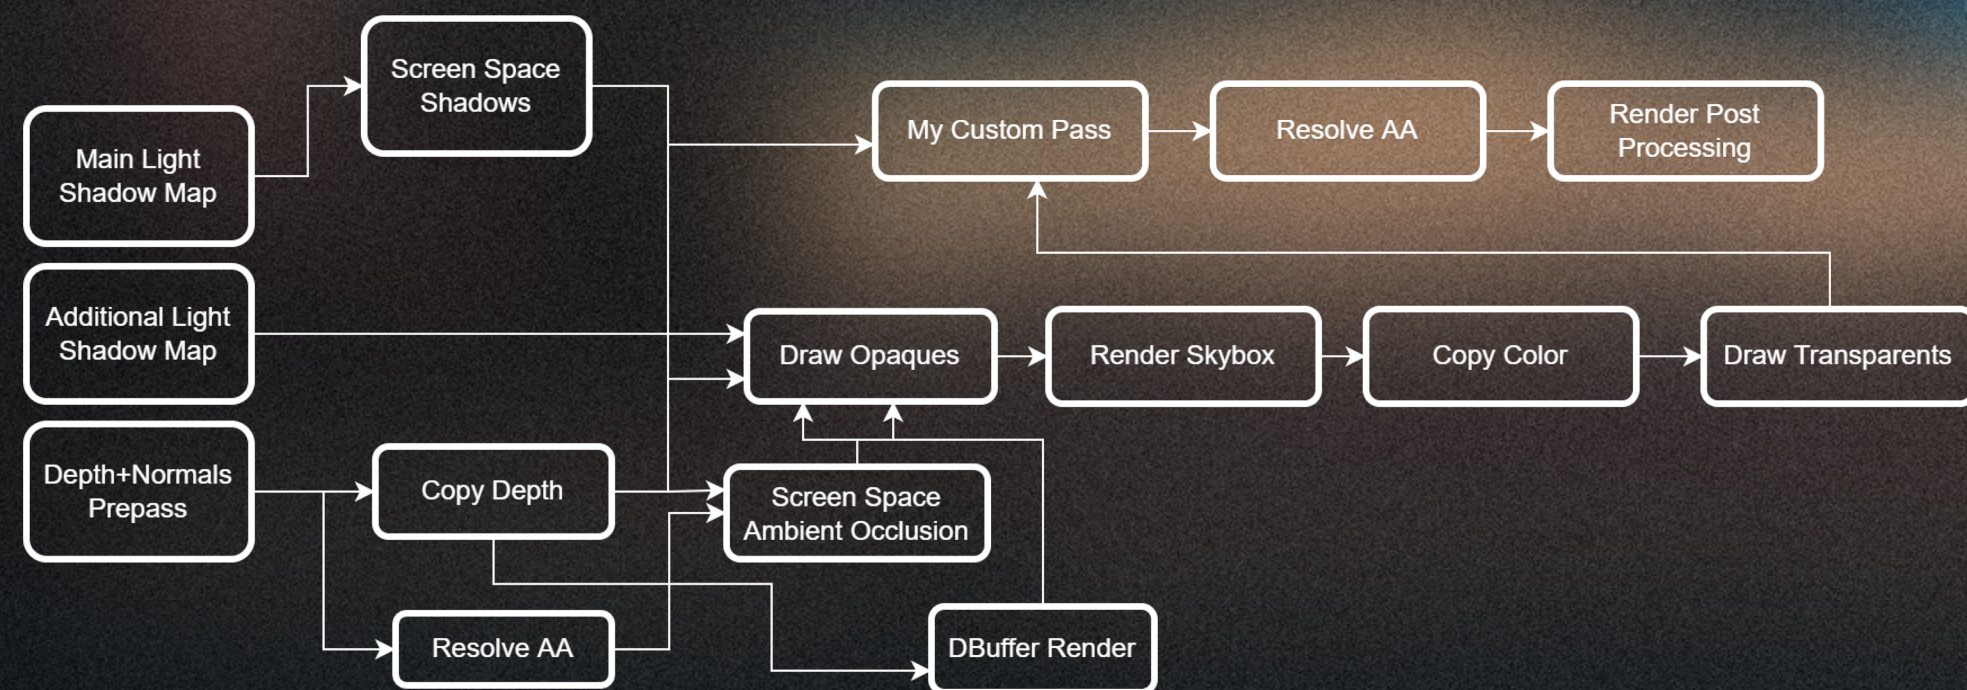 Screen Space
Shadows
Main Light
Shadow Map
My Custom Pass
Resolve AA
Render Post
Processing
Additional Light
Shadow Map
Draw Opaques
Render Skybox
Copy Color
Draw Transparents
Depth+Normals
Prepass
Copy Depth
Screen Space
Ambient Occlusion
Resolve AA
DBuffer Render